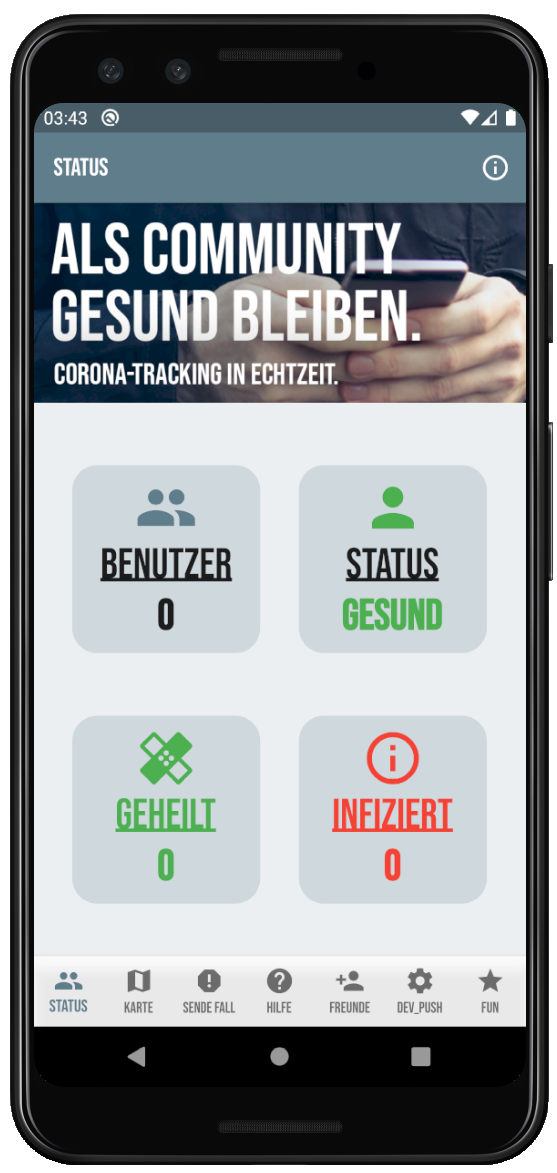 03:43
STATUS
ALS COMMUNITY
GESUND BLEIBEN.
CORONA-TRACKING IN ECHTZEIT.
BENUTZER
0
STATUS
GESUND
GEHEILT
0
INFIZIERT
0
STATUS
KARTE
SENDE FALL
HILFE
FREUNDE
DEV_PUSH
FUN